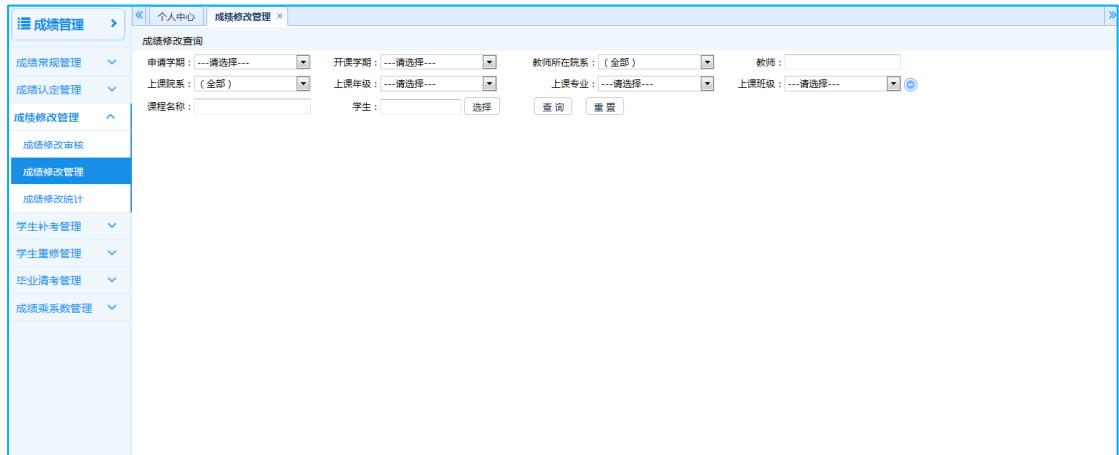 成绩管理
个人中心 成绩修改管理 ×
成绩修改查询
成绩常规管理
成绩认定管理
成绩修改管理
成绩修改审核
成绩修改管理
成绩修改统计
学生补考管理
学生重修管理
毕业清考管理
成绩乘系数管理
申请学期：---请选择--- 开课学期：---请选择--- 教师所在院系：（全部） 教师：
上课院系：（全部） 上课年级：---请选择--- 上课专业：---请选择--- 上课班级：---请选择---
课程名称： 学生： 选择 查 询 重 置